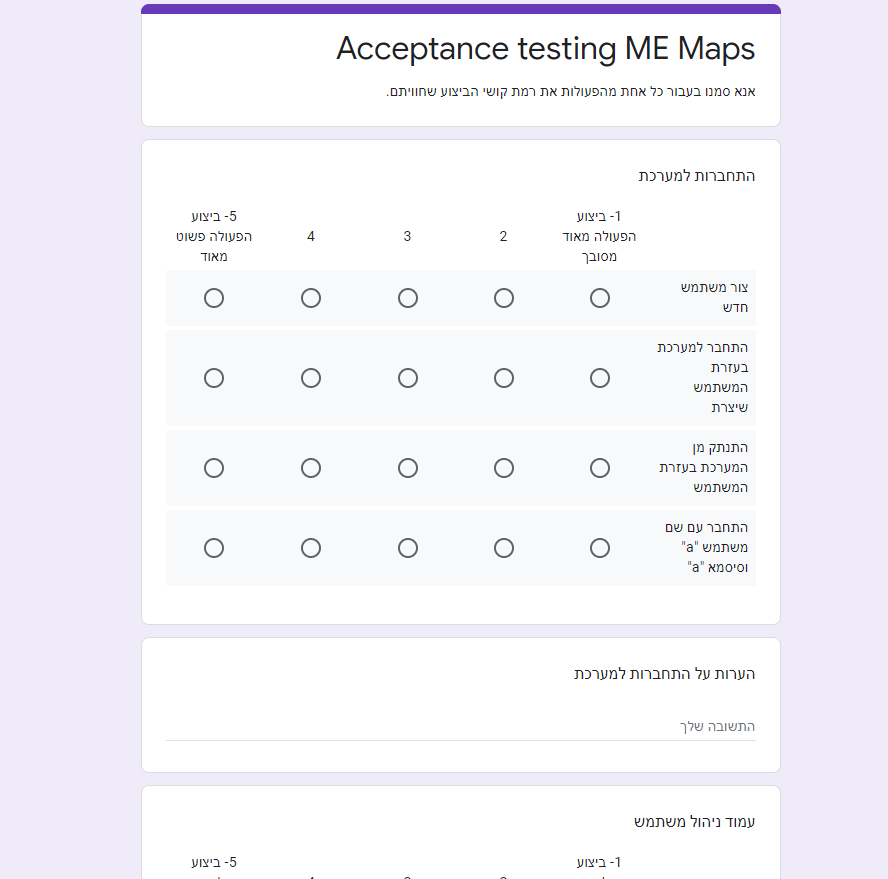 Acceptance testing ME Maps
אנא סמנו בעבור כל אחת מהפעולות את רמת קושי הביצוע שחוויתם.
התחברות למערכת
1- ביצוע
הפעולה מאוד
מסובך
2
3
4
5- ביצוע
הפעולה פשוט
מאוד
צור משתמש
חדש
התחבר למערכת
בעזרת
המשתמש
שיצרת
התנתק מן
המערכת בעזרת
המשתמש
התחבר עם שם
משתמש "a"
וסיסמא "a"
הערות על התחברות למערכת
התשובה שלך
עמוד ניהול משתמש
1- ביצוע
5- ביצוע